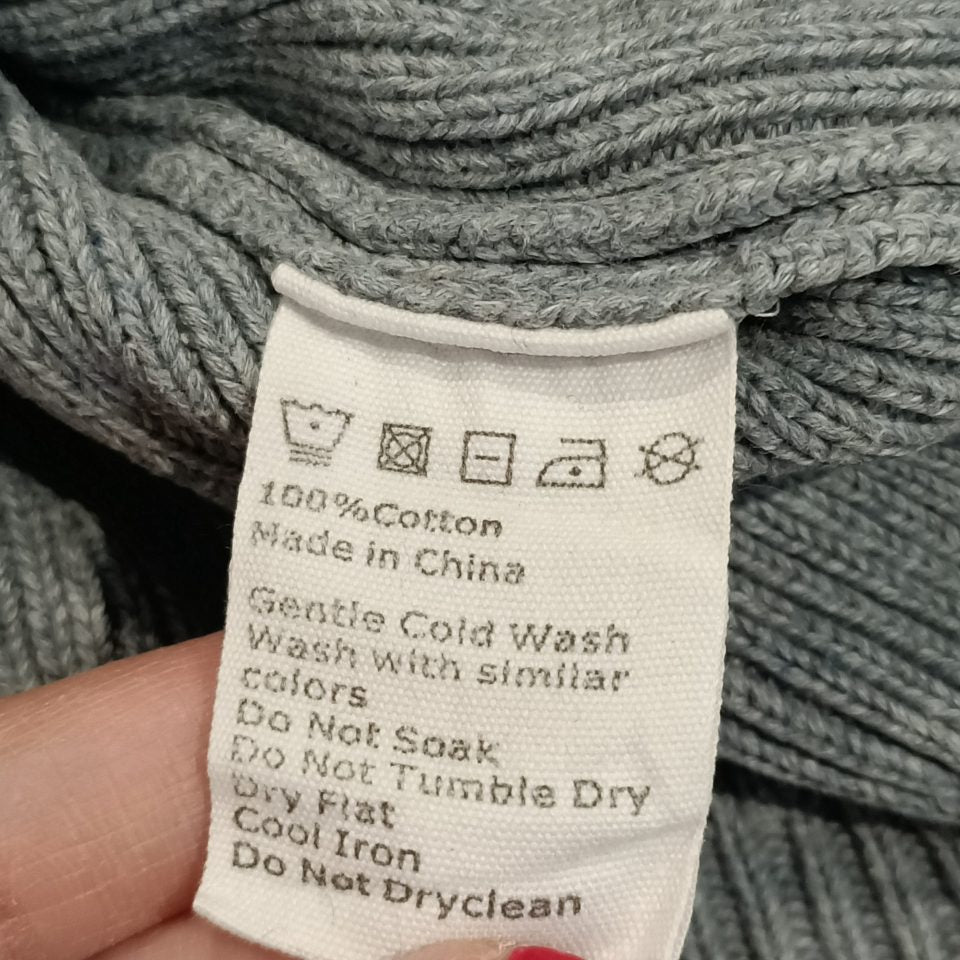 100%Cotton
Made in China
Gentle Cold Wash
Wash with similar
colors
Do Not Soak
Do Not Tumble Dry
Dry Flat
Cool Iron
Do Not Dryclean